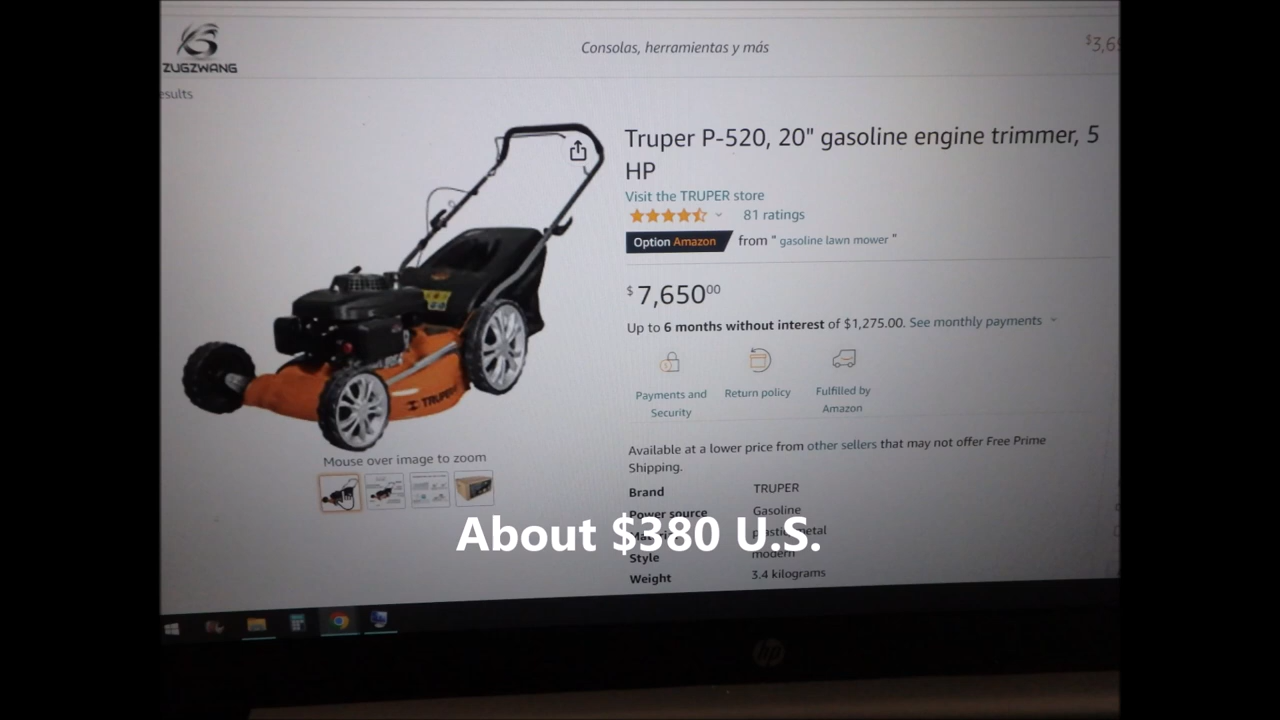 ZUGZWANG
Consolas, herramientas y más
$3,6
esults
Truper P-520, 20" gasoline engine trimmer, 5
HP
Visit the TRUPER store
81 ratings
Option Amazon from " gasoline lawn mower "
$7,650 00
Up to 6 months without interest of $1,275.00. See monthly payments
Payments and
Security
Return policy
Fulfilled by
Amazon
TRUPER
Mouse over image to zoom
Available at a lower price from other sellers that may not offer Free Prime
Shipping.
Brand TRUPER
Power source Gasoline
metal
About $380 U.S.
Style modern
Weight 3.4 kilograms
hp